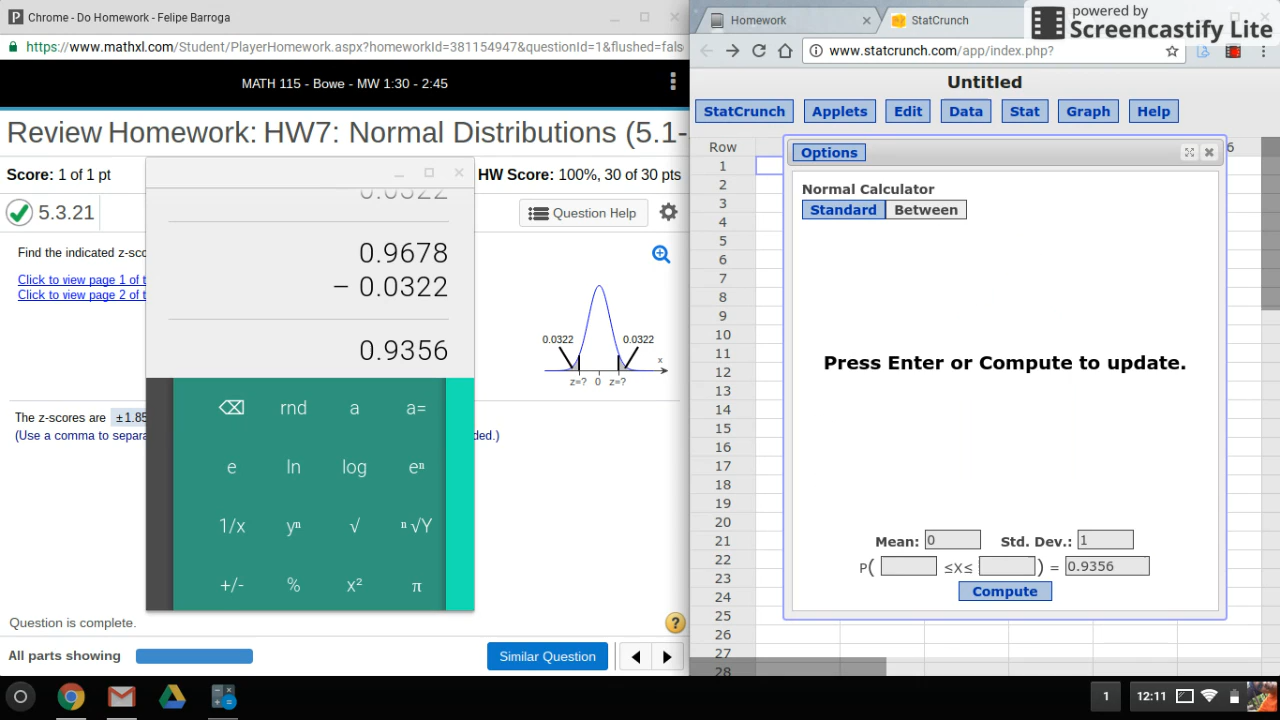 Chrome - Do Homework - Felipe Barroga
https://www.mathxl.com/Student/PlayerHomework.aspx?homeworkId=381154947&questionId=1&flushed=fals
MATH 115 - Bowe - MW 1:30 - 2:45
Review Homework: HW7: Normal Distributions (5.1-
Score: 1 of 1 pt
HW Score: 100%, 30 of 30 pts
5.3.21
Question Help
Find the indicated z-sco
Click to view page 1 of t
Click to view page 2 of t
0.0322
0.9678
− 0.0322
0.9356
⌫ rnd a a=
e ln log eⁿ
1/x yⁿ √ ⁿ√Y
+/- % x² π
0.0322 0.0322
x
z=? 0 z=?
The z-scores are ±1.85
(Use a comma to separa
ded.)
Question is complete.
?
All parts showing
Similar Question
Homework
StatCrunch
powered by
Screencastify Lite
www.statcrunch.com/app/index.php?
Untitled
StatCrunch Applets Edit Data Stat Graph Help
Row
6
1
2
3
4
5
6
7
8
9
10
11
12
13
14
15
16
17
18
19
20
21
22
23
24
25
26
27
28
Options
Normal Calculator
Standard Between
Press Enter or Compute to update.
Mean: 0 Std. Dev.: 1
P( ≤X≤ ) = 0.9356
Compute
1
12:11